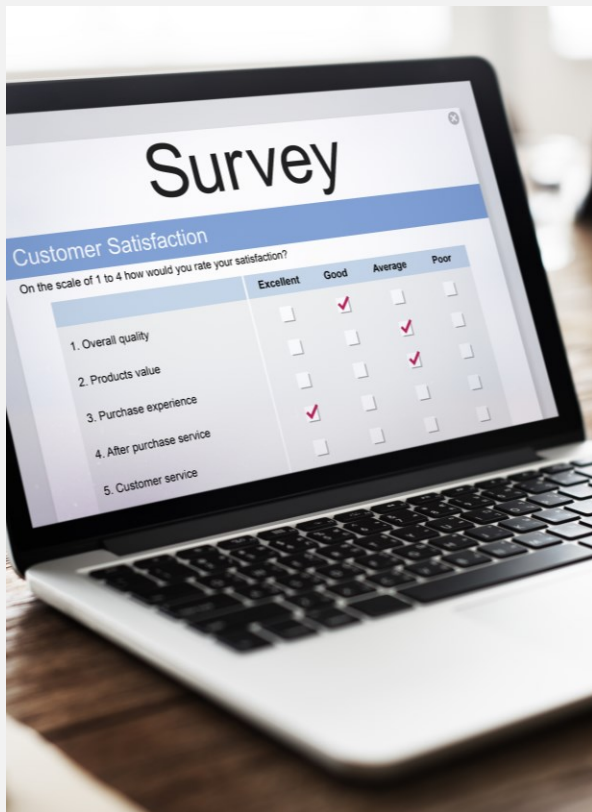 Survey
Customer Satisfaction
On the scale of 1 to 4 how would you rate your satisfaction?
Excellent Good Average Poor
1. Overall quality
2. Products value
3. Purchase experience
4. After purchase service
5. Customer service